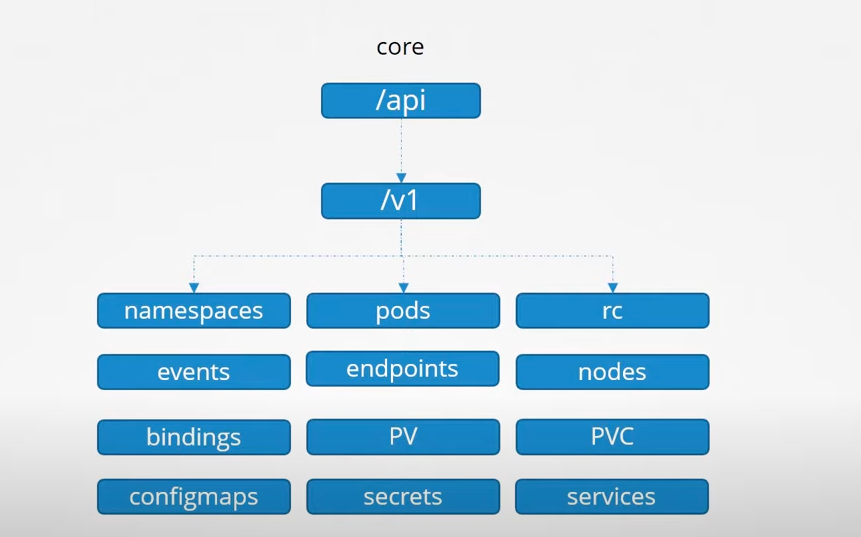 core
/api
/v1
namespaces
pods
rc
events
endpoints
nodes
bindings
PV
PVC
configmaps
secrets
services